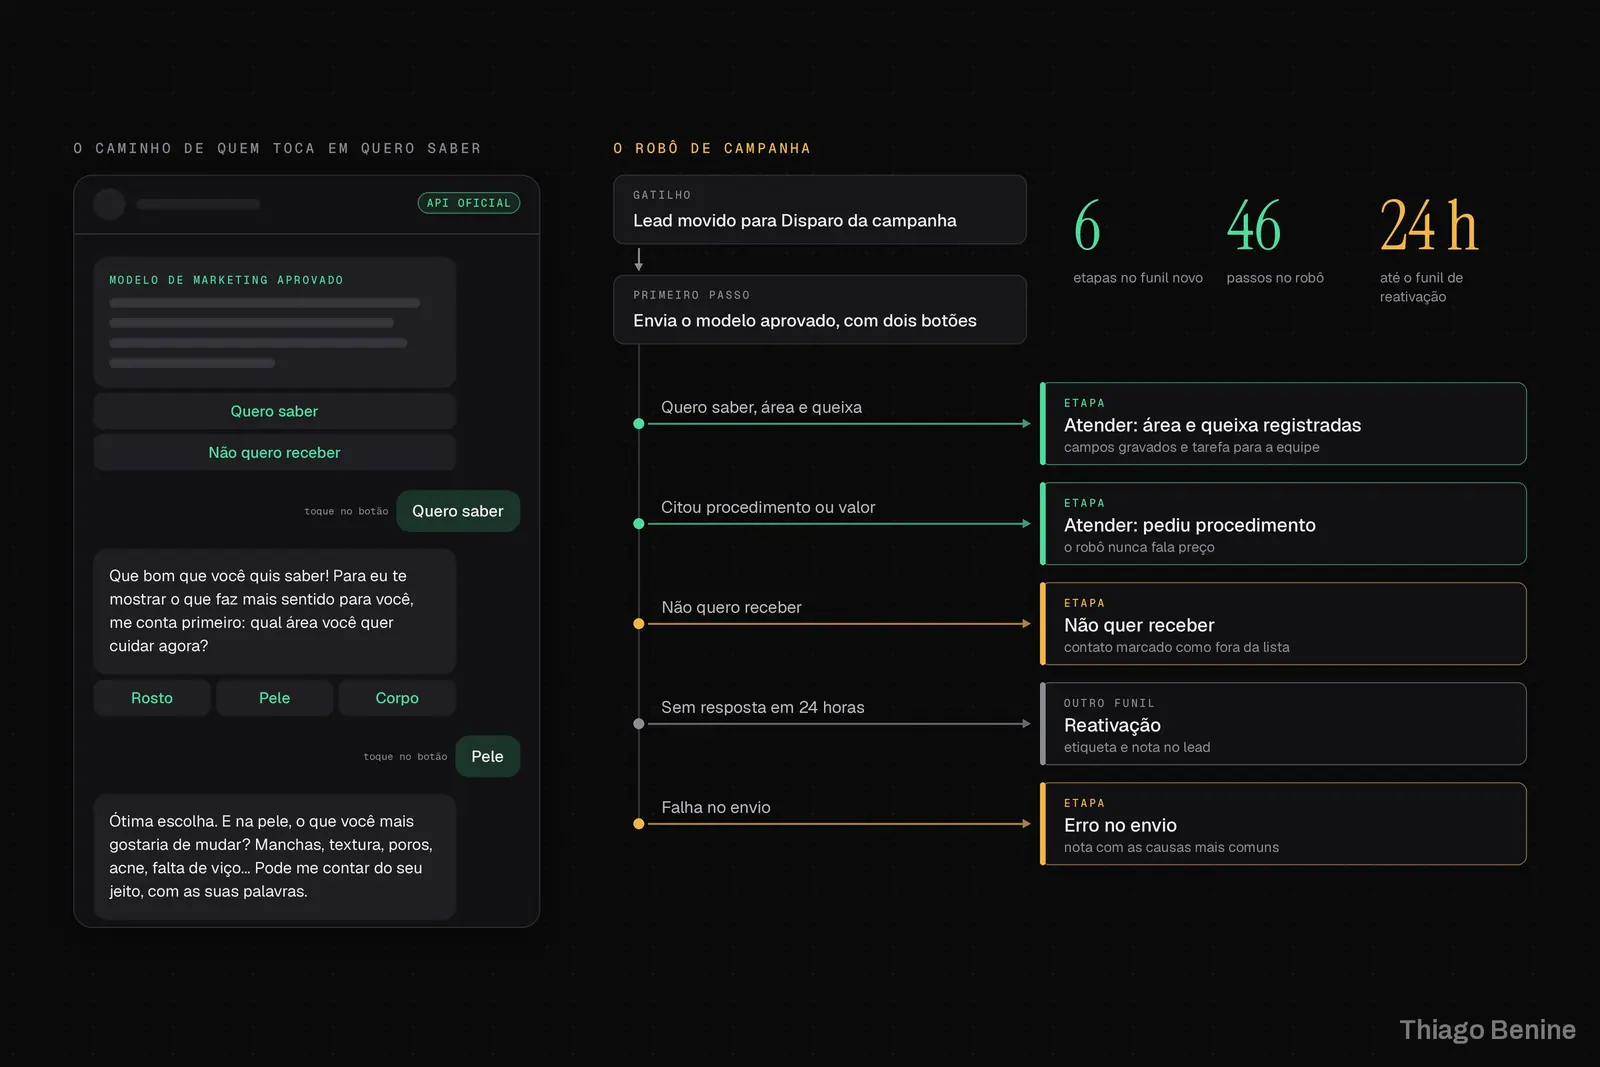 O CAMINHO DE QUEM TOCA EM QUERO SABER
API OFICIAL
MODELO DE MARKETING APROVADO
Quero saber
Não quero receber
toque no botão
Quero saber
Que bom que você quis saber! Para eu te
mostrar o que faz mais sentido para você,
me conta primeiro: qual área você quer
cuidar agora?
Rosto
Pele
Corpo
toque no botão
Pele
Ótima escolha. E na pele, o que você mais
gostaria de mudar? Manchas, textura, poros,
acne, falta de viço... Pode me contar do seu
jeito, com as suas palavras.
O ROBÔ DE CAMPANHA
GATILHO
Lead movido para Disparo da campanha
PRIMEIRO PASSO
Envia o modelo aprovado, com dois botões
6
etapas no funil novo
46
passos no robô
24 h
até o funil de
reativação
Quero saber, área e queixa
ETAPA
Atender: área e queixa registradas
campos gravados e tarefa para a equipe
Citou procedimento ou valor
ETAPA
Atender: pediu procedimento
o robô nunca fala preço
Não quero receber
ETAPA
Não quer receber
contato marcado como fora da lista
Sem resposta em 24 horas
OUTRO FUNIL
Reativação
etiqueta e nota no lead
Falha no envio
ETAPA
Erro no envio
nota com as causas mais comuns
Thiago Benine